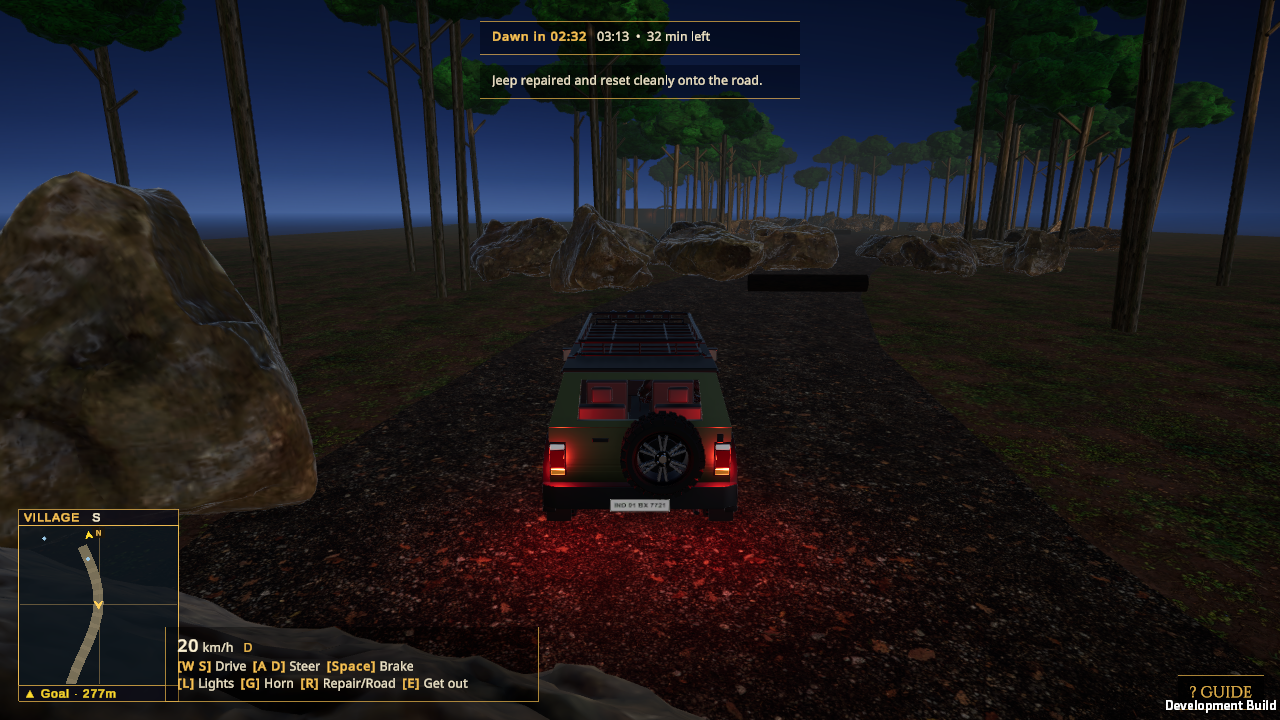 Dawn in 02:32 03:13 • 32 min left
Jeep repaired and reset cleanly onto the road.
VILLAGE S
N
▲ Goal · 277m
20 km/h D
[W S] Drive [A D] Steer [Space] Brake
[L] Lights [G] Horn [R] Repair/Road [E] Get out
? GUIDE
Development Build